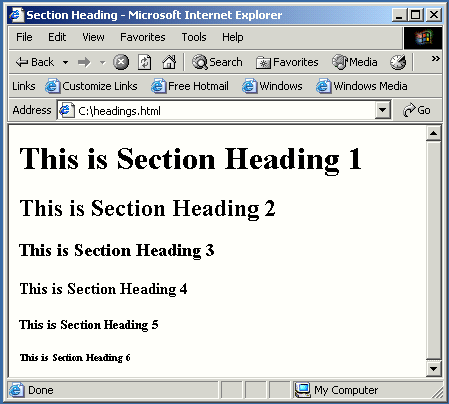 Section Heading - Microsoft Internet Explorer
File Edit View Favorites Tools Help
Back Search Favorites Media »
Links Customize Links Free Hotmail Windows Windows Media
Address C:\headings.html Go
This is Section Heading 1
This is Section Heading 2
This is Section Heading 3
This is Section Heading 4
This is Section Heading 5
This is Section Heading 6
Done My Computer